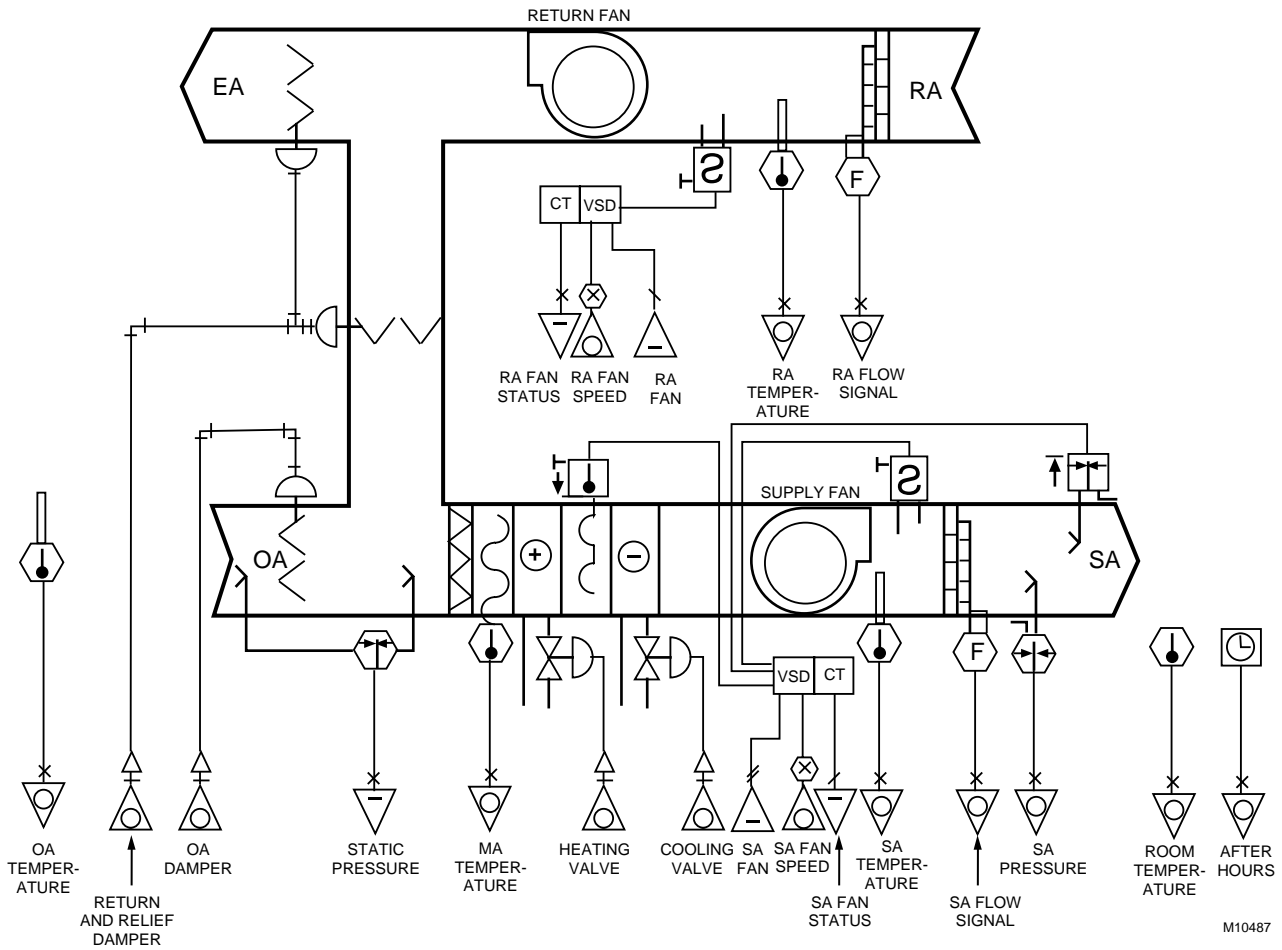 RETURN FAN
EA
RA
S
F
CT
VSD
RA FAN
STATUS
RA FAN
SPEED
RA
FAN
RA
TEMPER-
ATURE
RA FLOW
SIGNAL
SUPPLY FAN
S
OA
SA
F
VSD
CT
OA
TEMPER-
ATURE
RETURN
AND RELIEF
DAMPER
OA
DAMPER
STATIC
PRESSURE
MA
TEMPER-
ATURE
HEATING
VALVE
COOLING
VALVE
SA
FAN
SA FAN
SPEED
SA FAN
STATUS
SA
TEMPER-
ATURE
SA FLOW
SIGNAL
SA
PRESSURE
ROOM
TEMPER-
ATURE
AFTER
HOURS
M10487